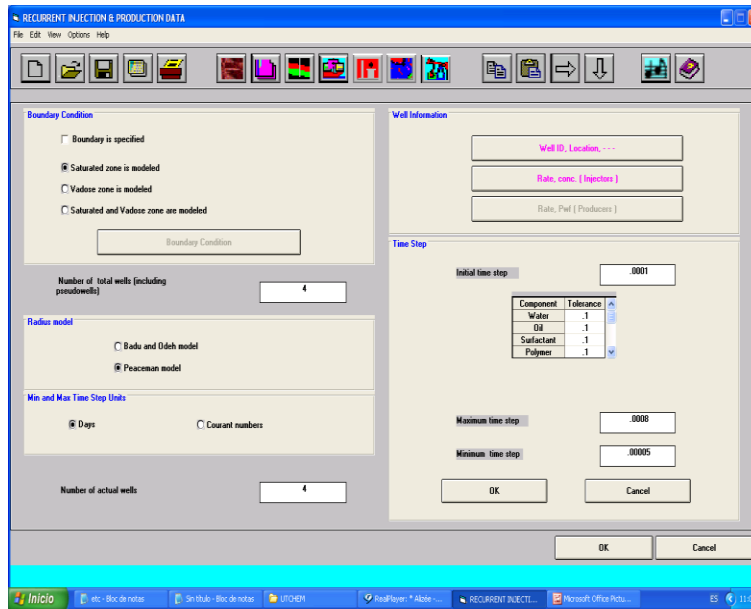 RECURRENT INJECTION & PRODUCTION DATA
File Edit View Options Help
Boundary Condition
Boundary is specified
Saturated zone is modeled
Vadose zone is modeled
Saturated and Vadose zone are modeled
Boundary Condition
Number of total wells (including
pseudowells)
4
Radius model
Badu and Odeh model
Peaceman model
Min and Max Time Step Units
Days
Courant numbers
Number of actual wells
4
Well Information
Well ID, Location, - - -
Rate, conc. ( Injectors )
Rate, Pwf ( Producers )
Time Step
Initial time step
.0001
Component Tolerance
Water .1
Oil .1
Surfactant .1
Polymer .1
Maximum time step
.0008
Minimum time step
.00005
OK
Cancel
OK
Cancel
Inicio
etc - Bloc de notas
Sin título - Bloc de notas
UTCHEM
RealPlayer: * Alizée -...
RECURRENT INJECTI...
Microsoft Office Pictu...
ES